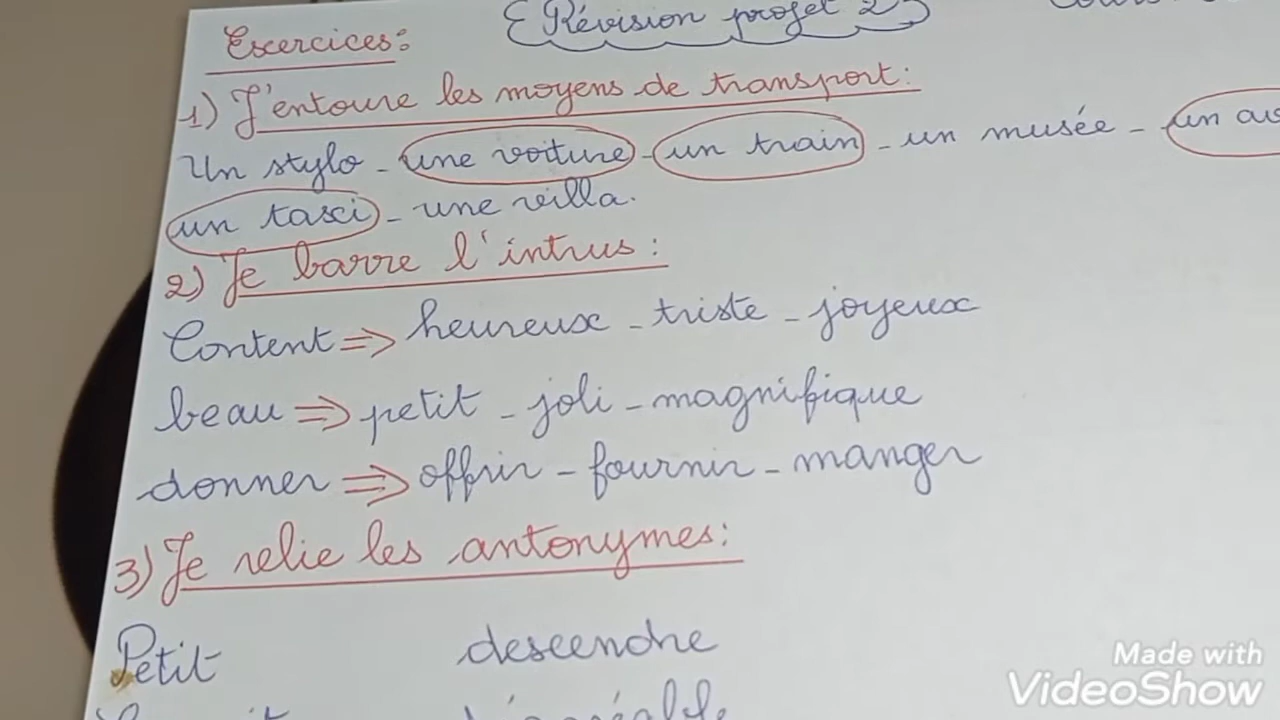 Exercices:
Révision projet 2
1) J'entoure les moyens de transport:
Un stylo - une voiture - un train - un musée - un
un taxi - une villa.
2) Je barre l'intrus:
Content => heureux - triste - joyeux
beau => petit - joli - magnifique
donner => offrir - fournir - manger
3) Je relie les antonymes:
Petit descendre
Made with
VideoShow